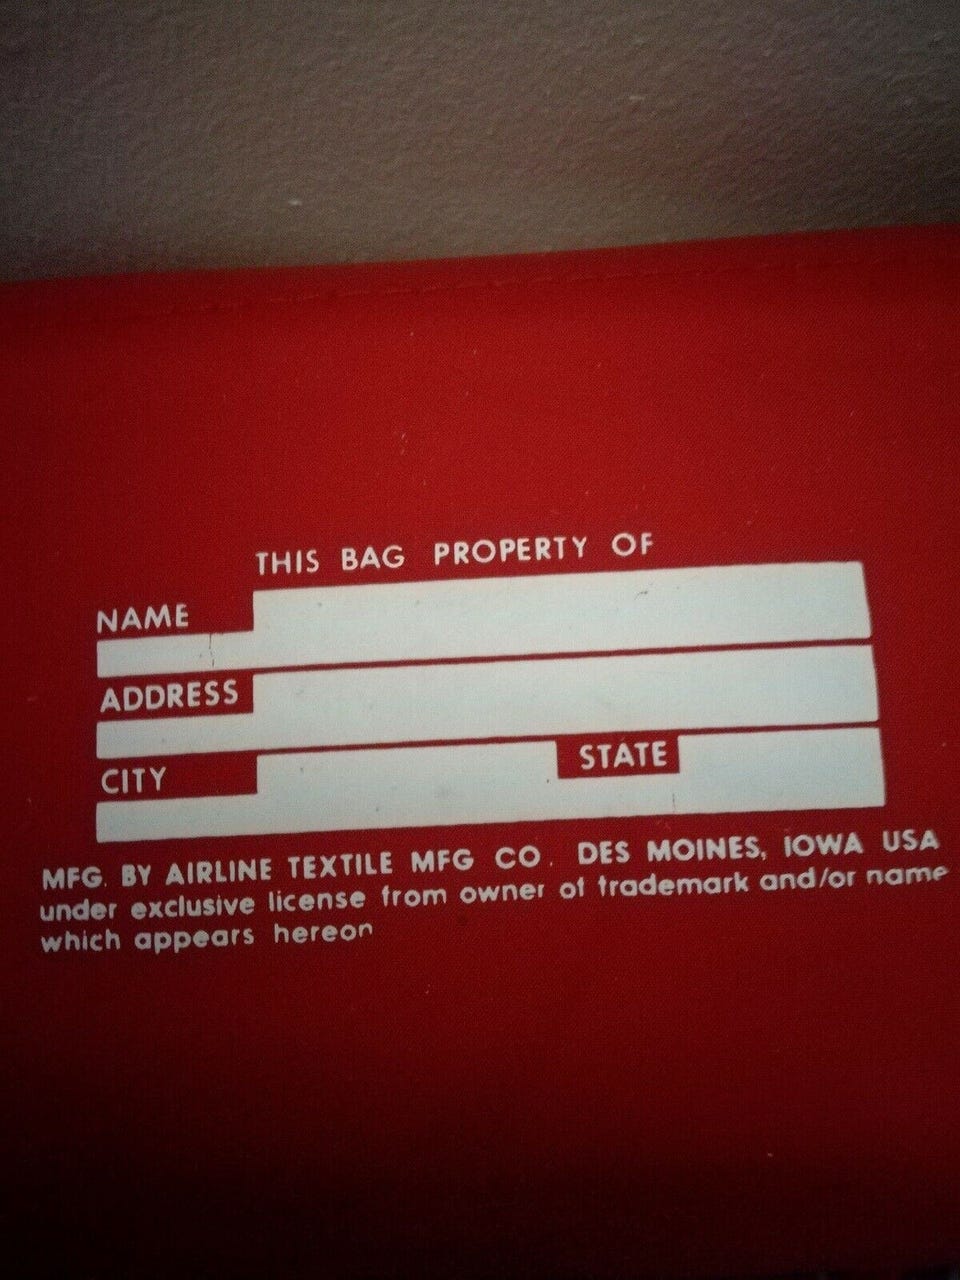 THIS BAG PROPERTY OF
NAME
ADDRESS
CITY STATE
MFG. BY AIRLINE TEXTILE MFG CO. DES MOINES, IOWA USA
under exclusive license from owner of trademark and/or name
which appears hereon